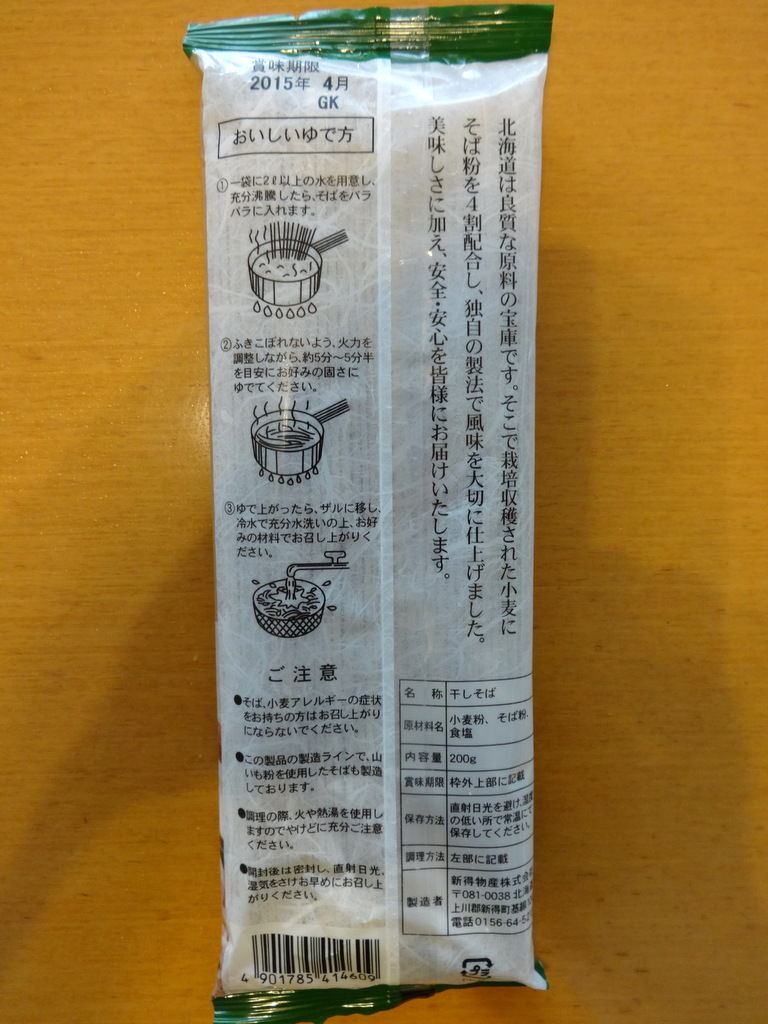 賞味期限
2015年 4月
GK
おいしいゆで方
①一袋に2ℓ以上の水を用意し、
充分沸騰したら、そばをバラ
バラに入れます。
②ふきこぼれないよう、火力を
調整しながら、約5分〜5分半
を目安にお好みの固さに
ゆでてください。
③ゆで上がったら、ザルに移し、
冷水で充分水洗いの上、お好
みの材料でお召し上がりく
ださい。
ご注意
●そば、小麦アレルギーの症状
をお持ちの方はお召し上がり
にならないでください。
●この製品の製造ラインで、山
いも粉を使用したそばも製造
しております。
●調理の際、火や熱湯を使用し
ますのでやけどに充分ご注意
ください。
●開封後は密封し、直射日光、
湿気をさけお早めにお召し上
がりください。
4 901785 414609
北海道は良質な原料の宝庫です。そこで栽培収穫された小麦に
そば粉を4割配合し、独自の製法で風味を大切に仕上げました。
美味しさに加え、安全・安心を皆様にお届けいたします。
名称 干しそば
原材料名 小麦粉、そば粉、
食塩
内容量 200g
賞味期限 枠外上部に記載
保存方法 直射日光を避け、湿度
の低い所で常温にて
保存してください。
調理方法 左部に記載
製造者 新得物産株式会
〒081-0038 北海
上川郡新得町基線
電話0156-64-5